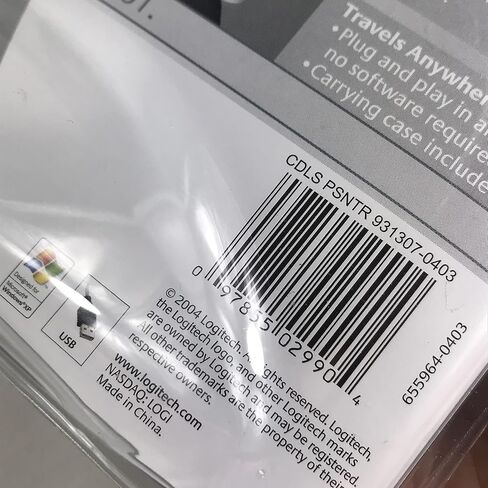 Travels Anywher
• Plug and play in a
no software require
• Carrying case include
CDLS PSNTR 931307-0403
0 97855 02990 4
655964-0403
Designed for
Microsoft®
Windows®XP
USB
© 2004 Logitech. All rights reserved. Logitech,
the Logitech logo, and other Logitech marks
are owned by Logitech and may be registered.
All other trademarks are the property of their
respective owners.
www.logitech.com
NASDAQ:LOGI
Made in China.